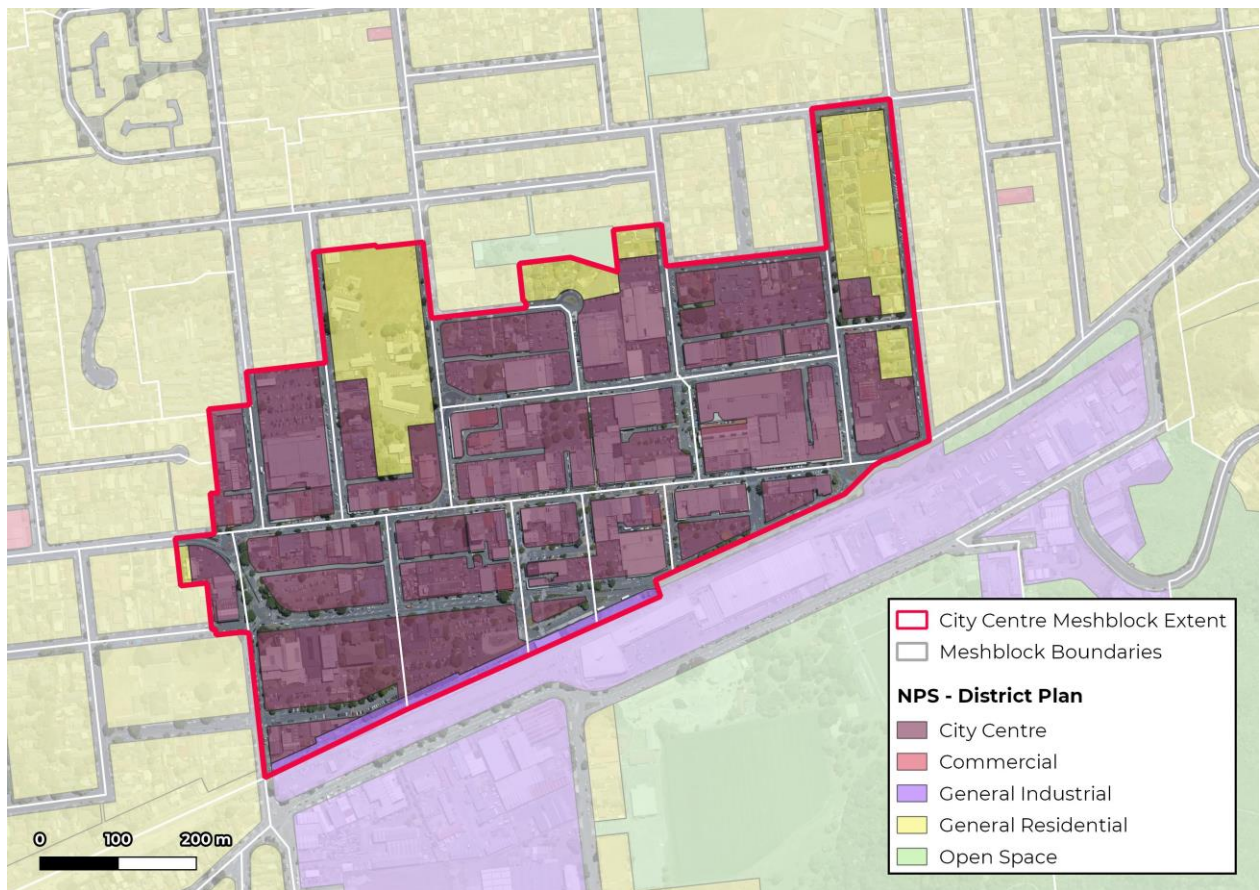 City Centre Meshblock Extent
Meshblock Boundaries
NPS - District Plan
City Centre
Commercial
General Industrial
General Residential
Open Space
0 100 200 m